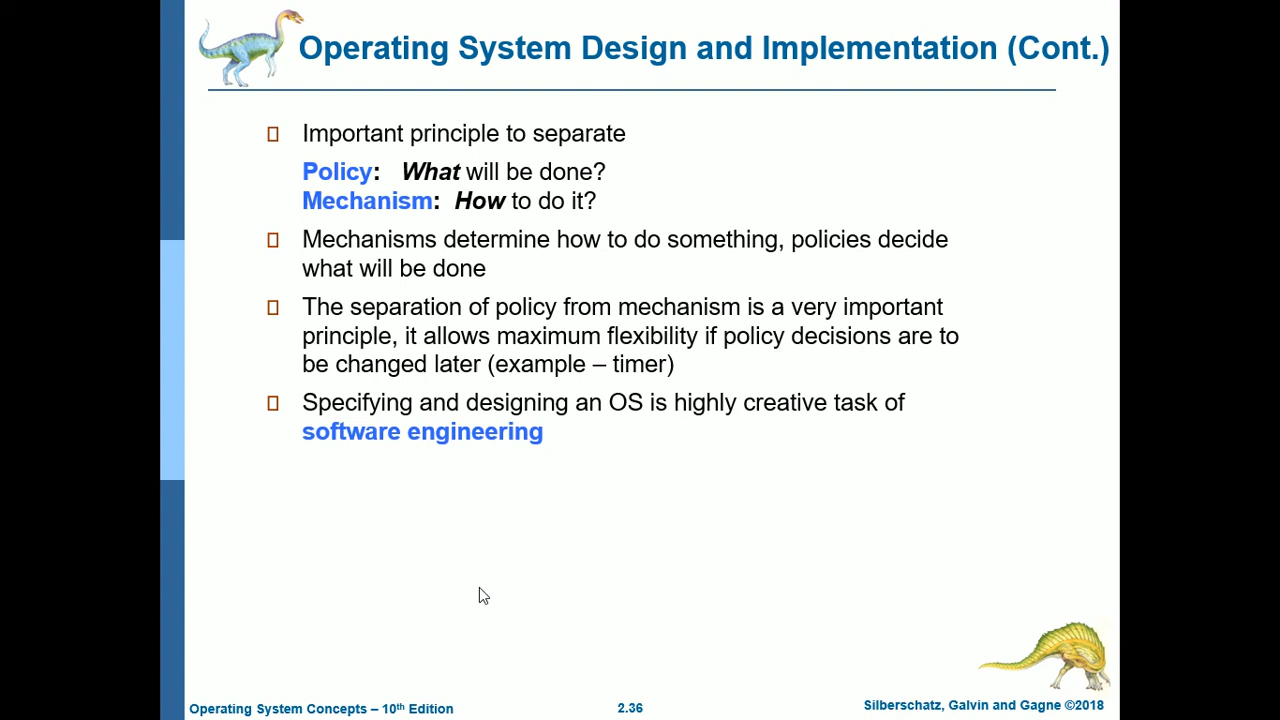 Operating System Design and Implementation (Cont.)
Important principle to separate
Policy: What will be done?
Mechanism: How to do it?
Mechanisms determine how to do something, policies decide
what will be done
The separation of policy from mechanism is a very important
principle, it allows maximum flexibility if policy decisions are to
be changed later (example – timer)
Specifying and designing an OS is highly creative task of
software engineering
Operating System Concepts – 10th Edition
2.36
Silberschatz, Galvin and Gagne ©2018